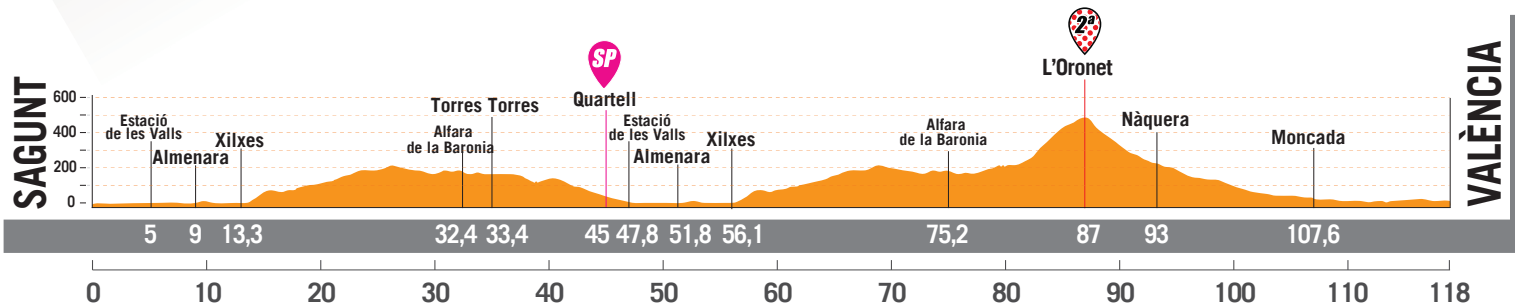 SAGUNT
600
400
200
0
Estació
de les Valls
Almenara
Xilxes
Alfara
de la Baronia
Torres Torres
SP
Quartell
Estació
de les Valls
Almenara
Xilxes
Alfara
de la Baronia
2ª
L'Oronet
Nàquera
Moncada
VALÈNCIA
5 9 13,3 32,4 33,4 45 47,8 51,8 56,1 75,2 87 93 107,6
0 10 20 30 40 50 60 70 80 90 100 110 118